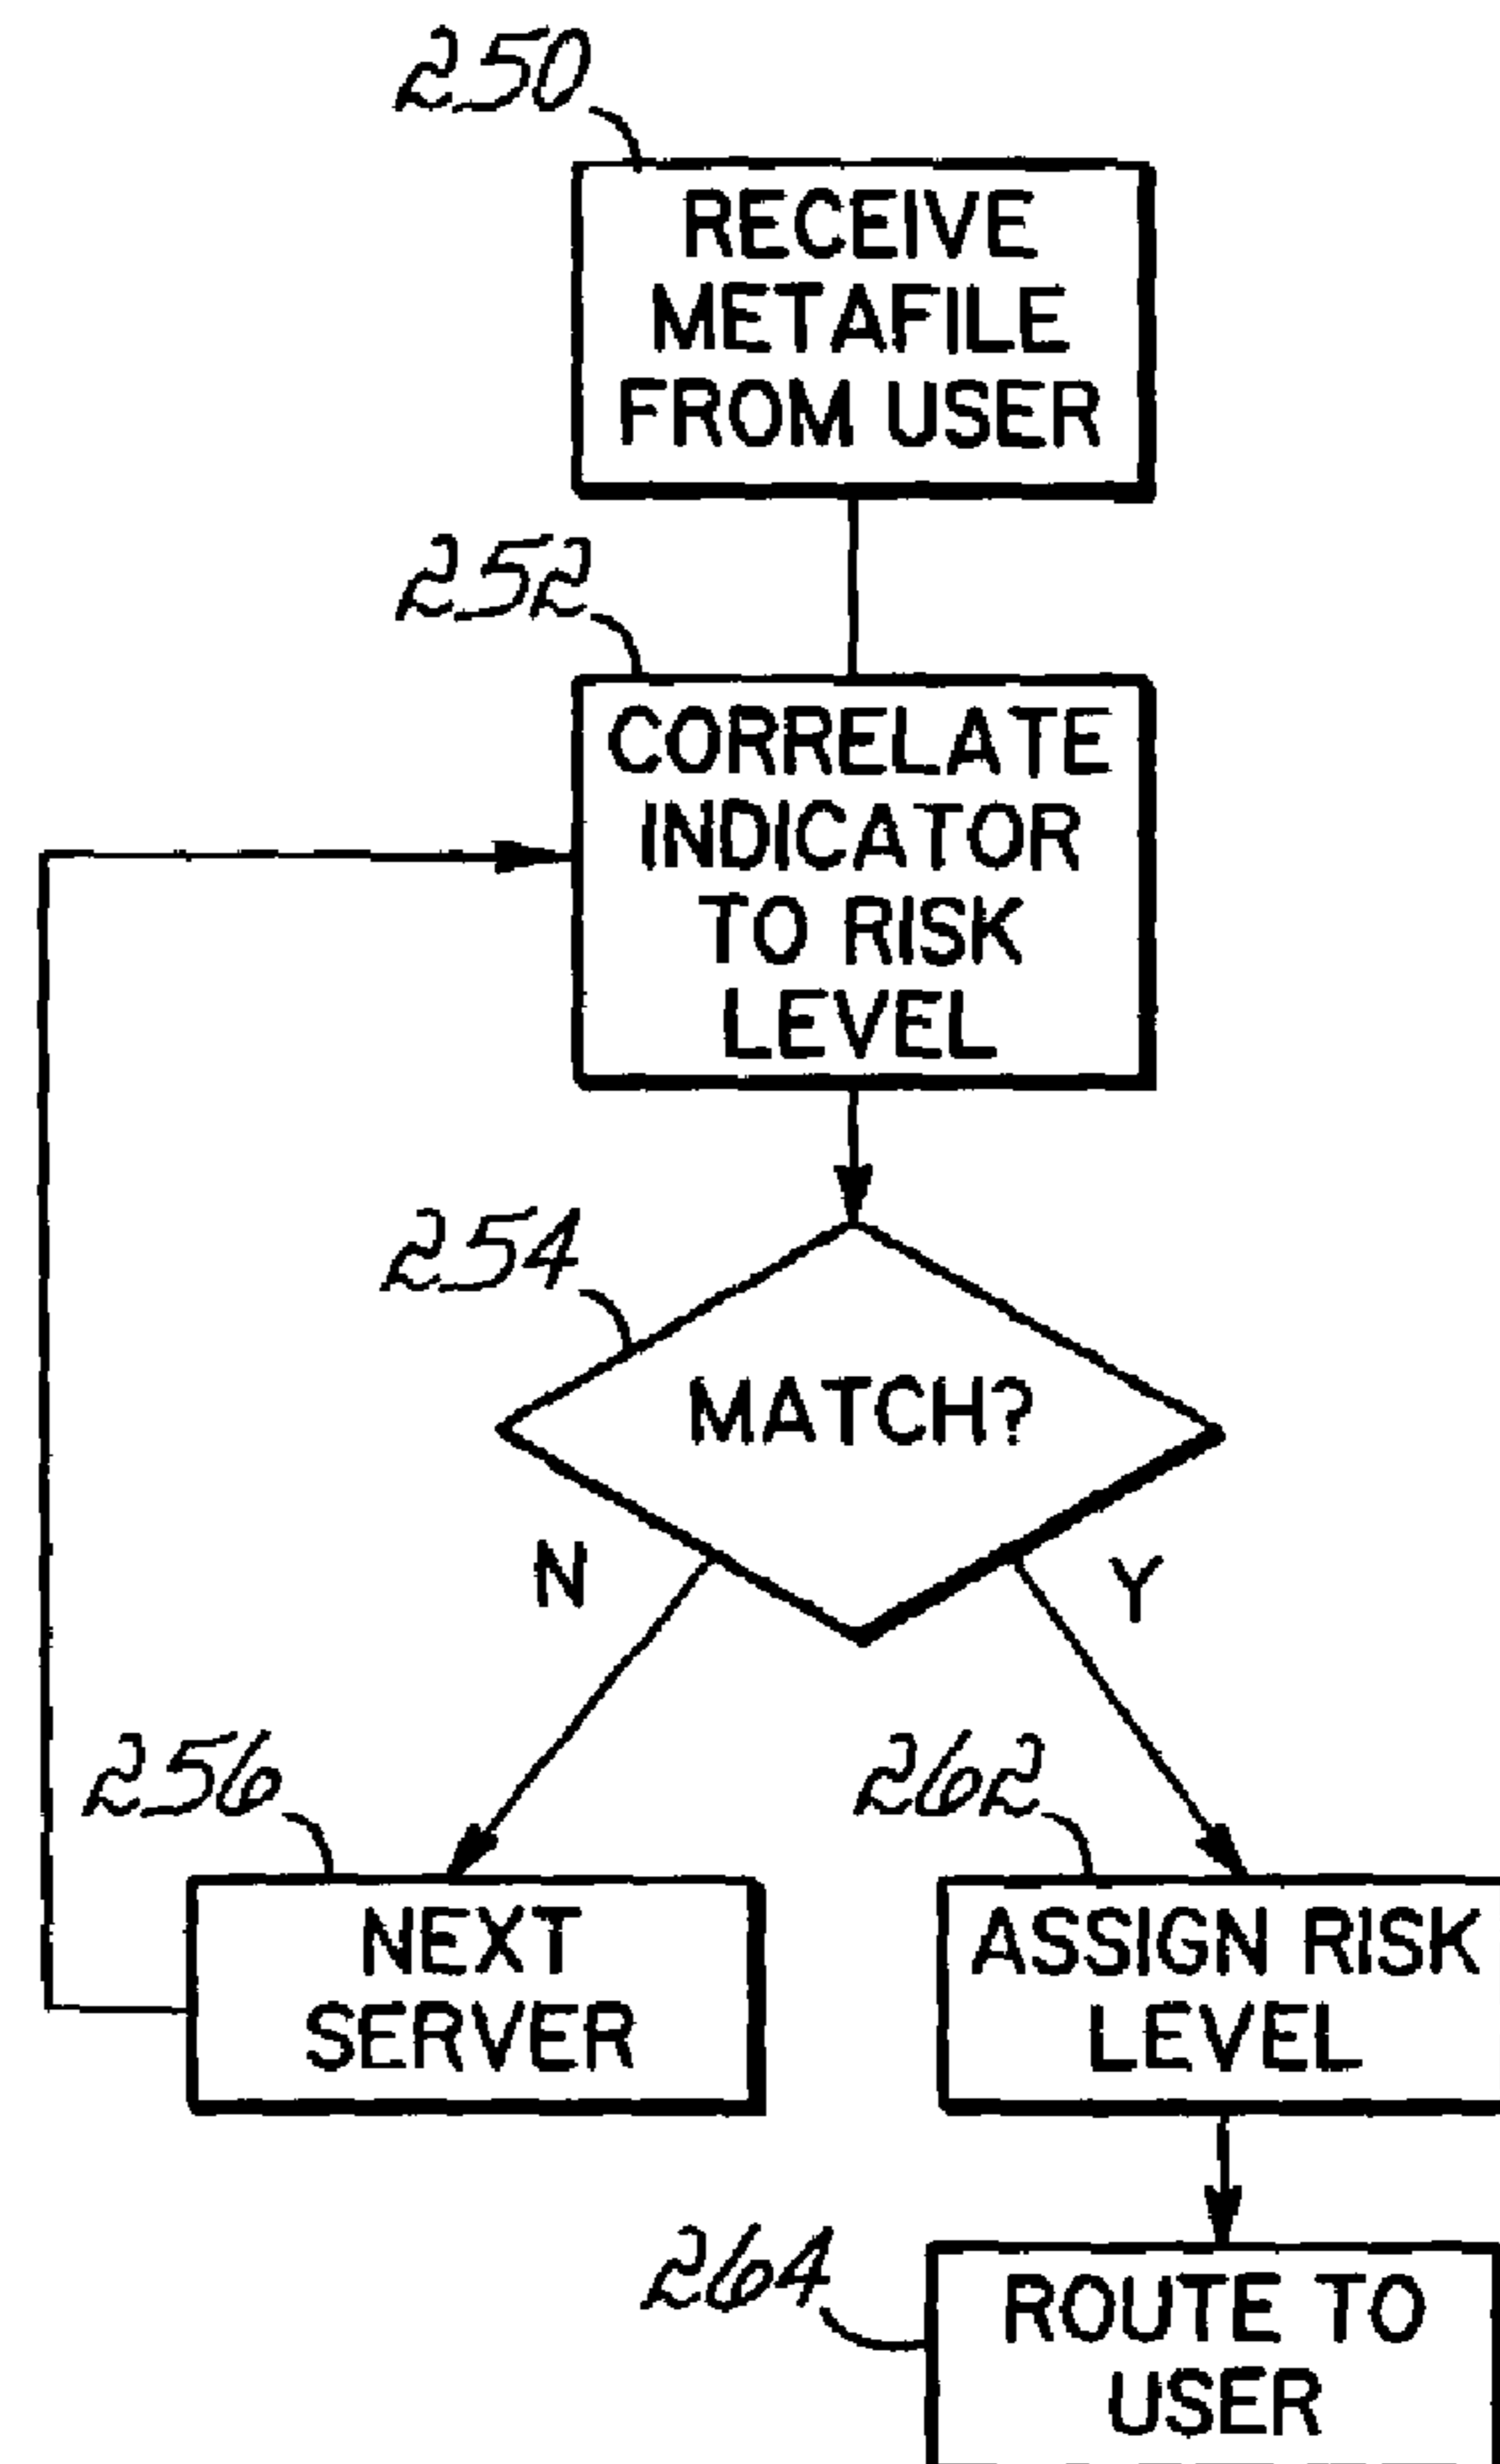 250
RECEIVE
METAFILE
FROM USER
252
CORRELATE
INDICATOR
TO RISK
LEVEL
254
MATCH?
N
Y
256
NEXT
SERVER
262
ASSIGN RISK
LEVEL
264
ROUTE TO
USER